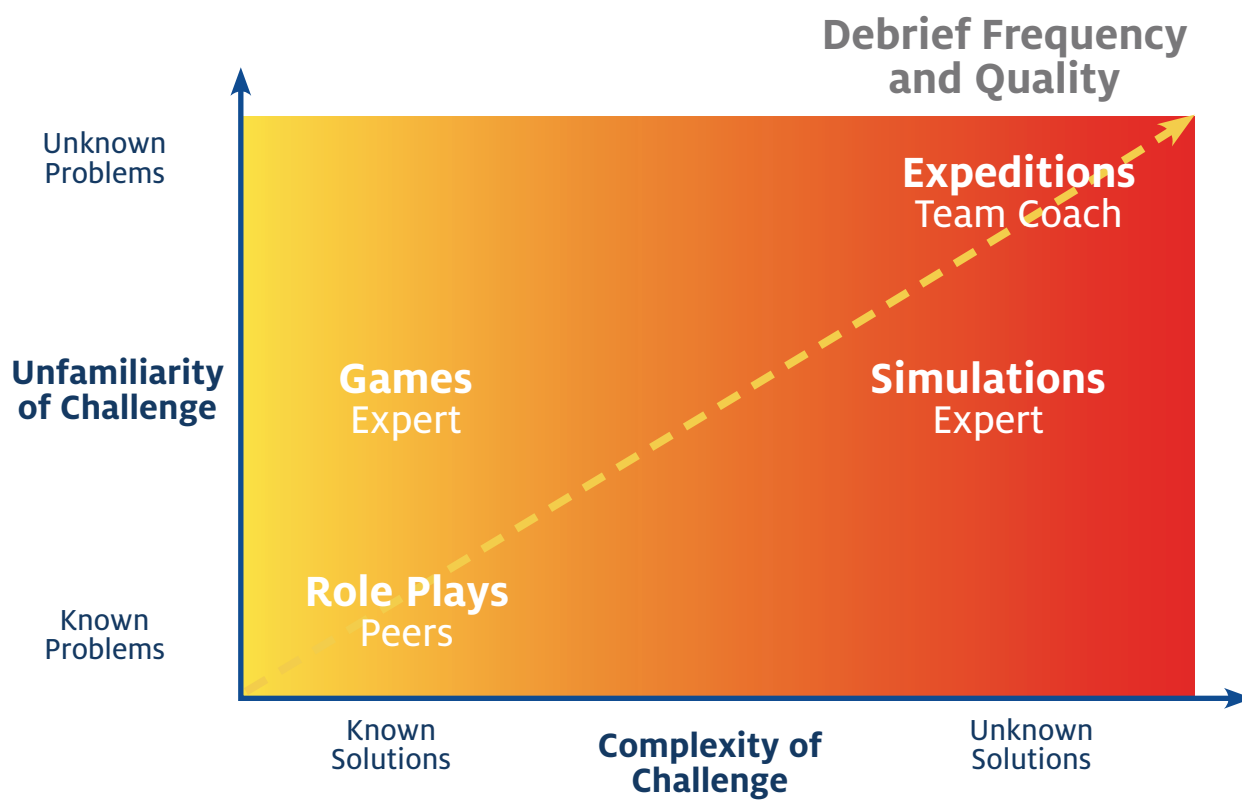 Debrief Frequency
and Quality
Unknown
Problems
Expeditions
Team Coach
Unfamiliarity
of Challenge
Games
Expert
Simulations
Expert
Role Plays
Peers
Known
Problems
Known
Solutions
Complexity of
Challenge
Unknown
Solutions